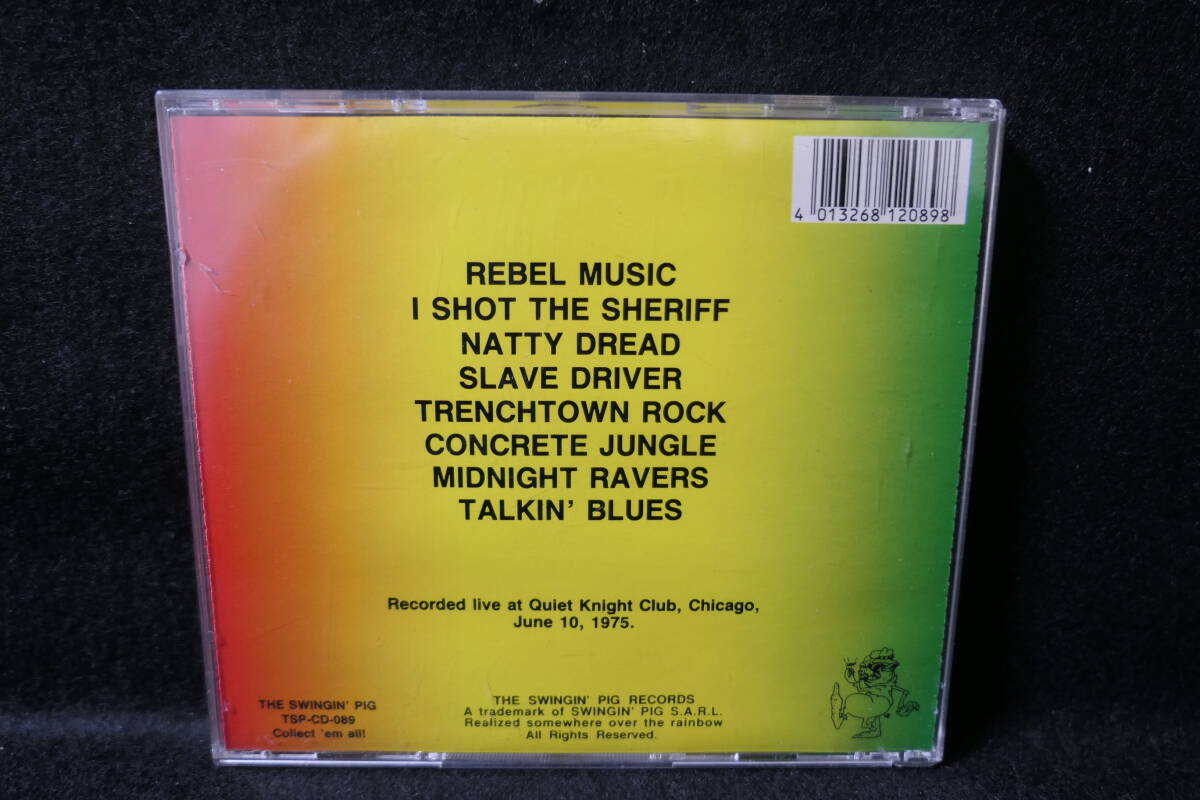 4 013268 120898
REBEL MUSIC
I SHOT THE SHERIFF
NATTY DREAD
SLAVE DRIVER
TRENCHTOWN ROCK
CONCRETE JUNGLE
MIDNIGHT RAVERS
TALKIN' BLUES
Recorded live at Quiet Knight Club, Chicago,
June 10, 1975.
THE SWINGIN' PIG
TSP-CD-089
Collect 'em all!
THE SWINGIN' PIG RECORDS
A trademark of SWINGIN' PIG S.A.R.L.
Realized somewhere over the rainbow
All Rights Reserved.